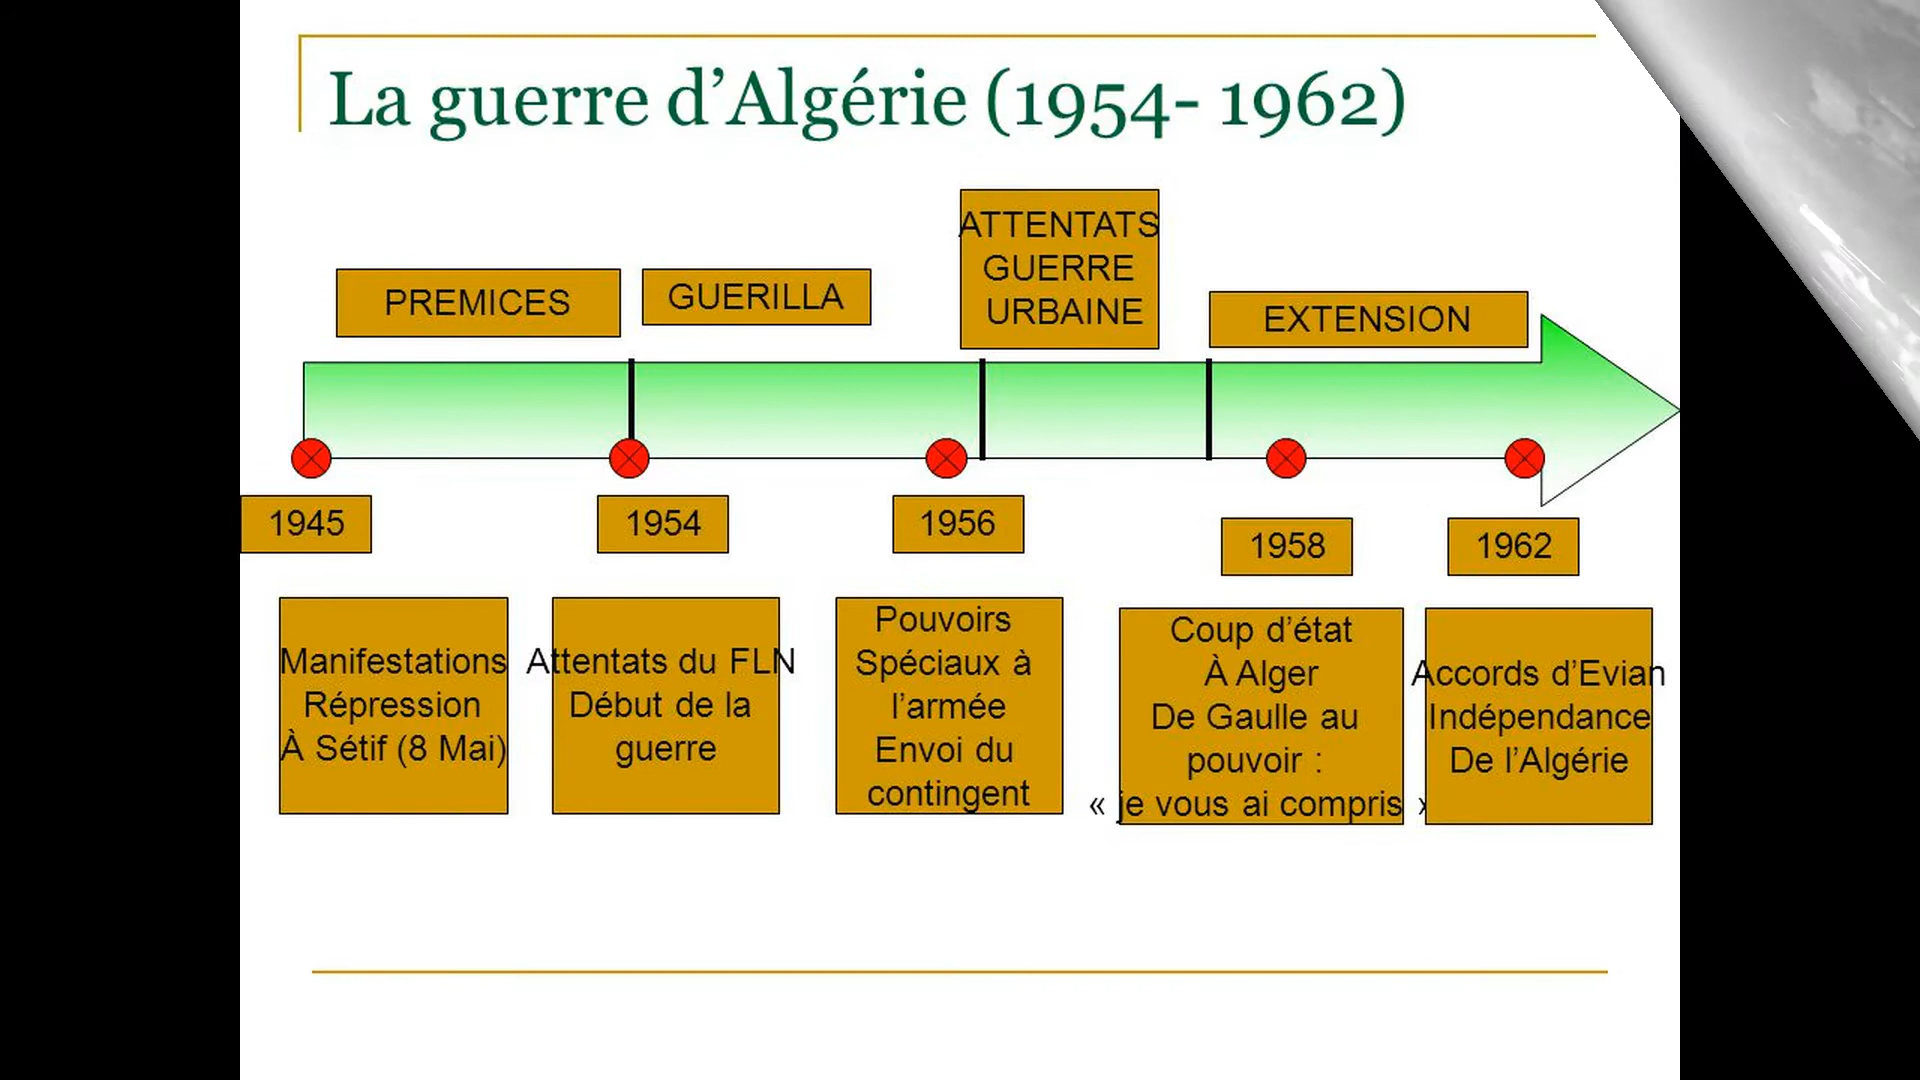 La guerre d’Algérie (1954- 1962)
PREMICES
GUERILLA
ATTENTATS
GUERRE
URBAINE
EXTENSION
1945
1954
1956
1958
1962
Manifestations
Répression
À Sétif (8 Mai)
Attentats du FLN
Début de la
guerre
Pouvoirs
Spéciaux à
l’armée
Envoi du
contingent
Coup d’état
À Alger
De Gaulle au
pouvoir :
« je vous ai compris »
Accords d’Evian
Indépendance
De l’Algérie